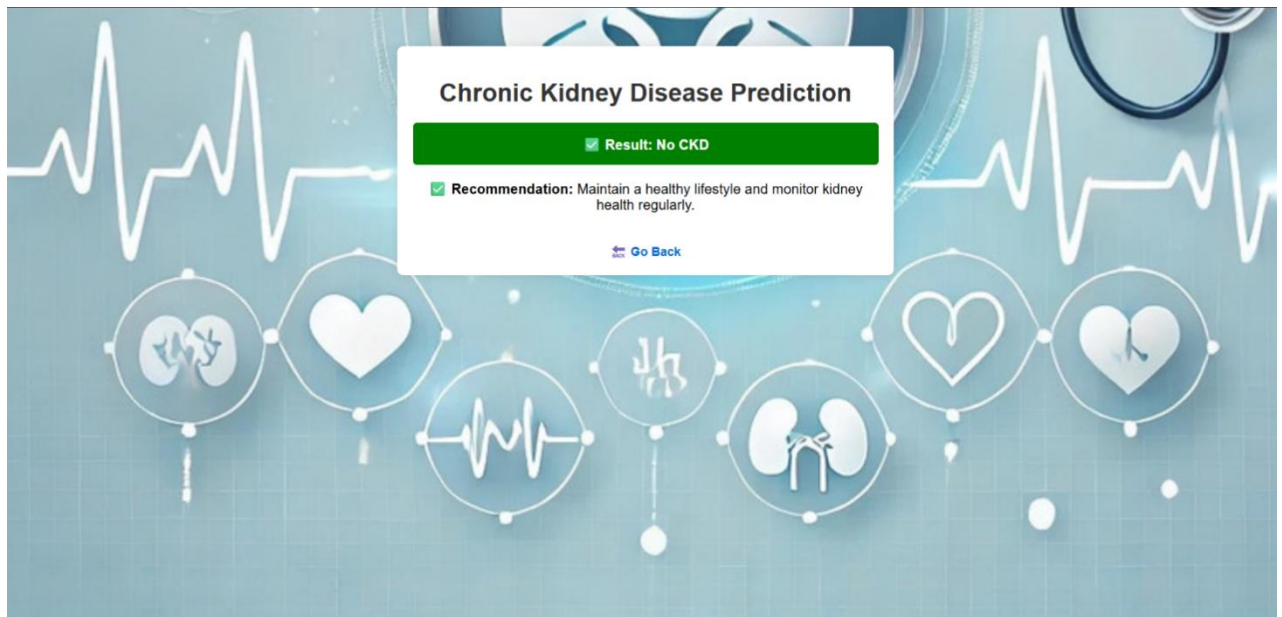 Chronic Kidney Disease Prediction
✅ Result: No CKD
✅ Recommendation: Maintain a healthy lifestyle and monitor kidney
health regularly.
🔙 Go Back